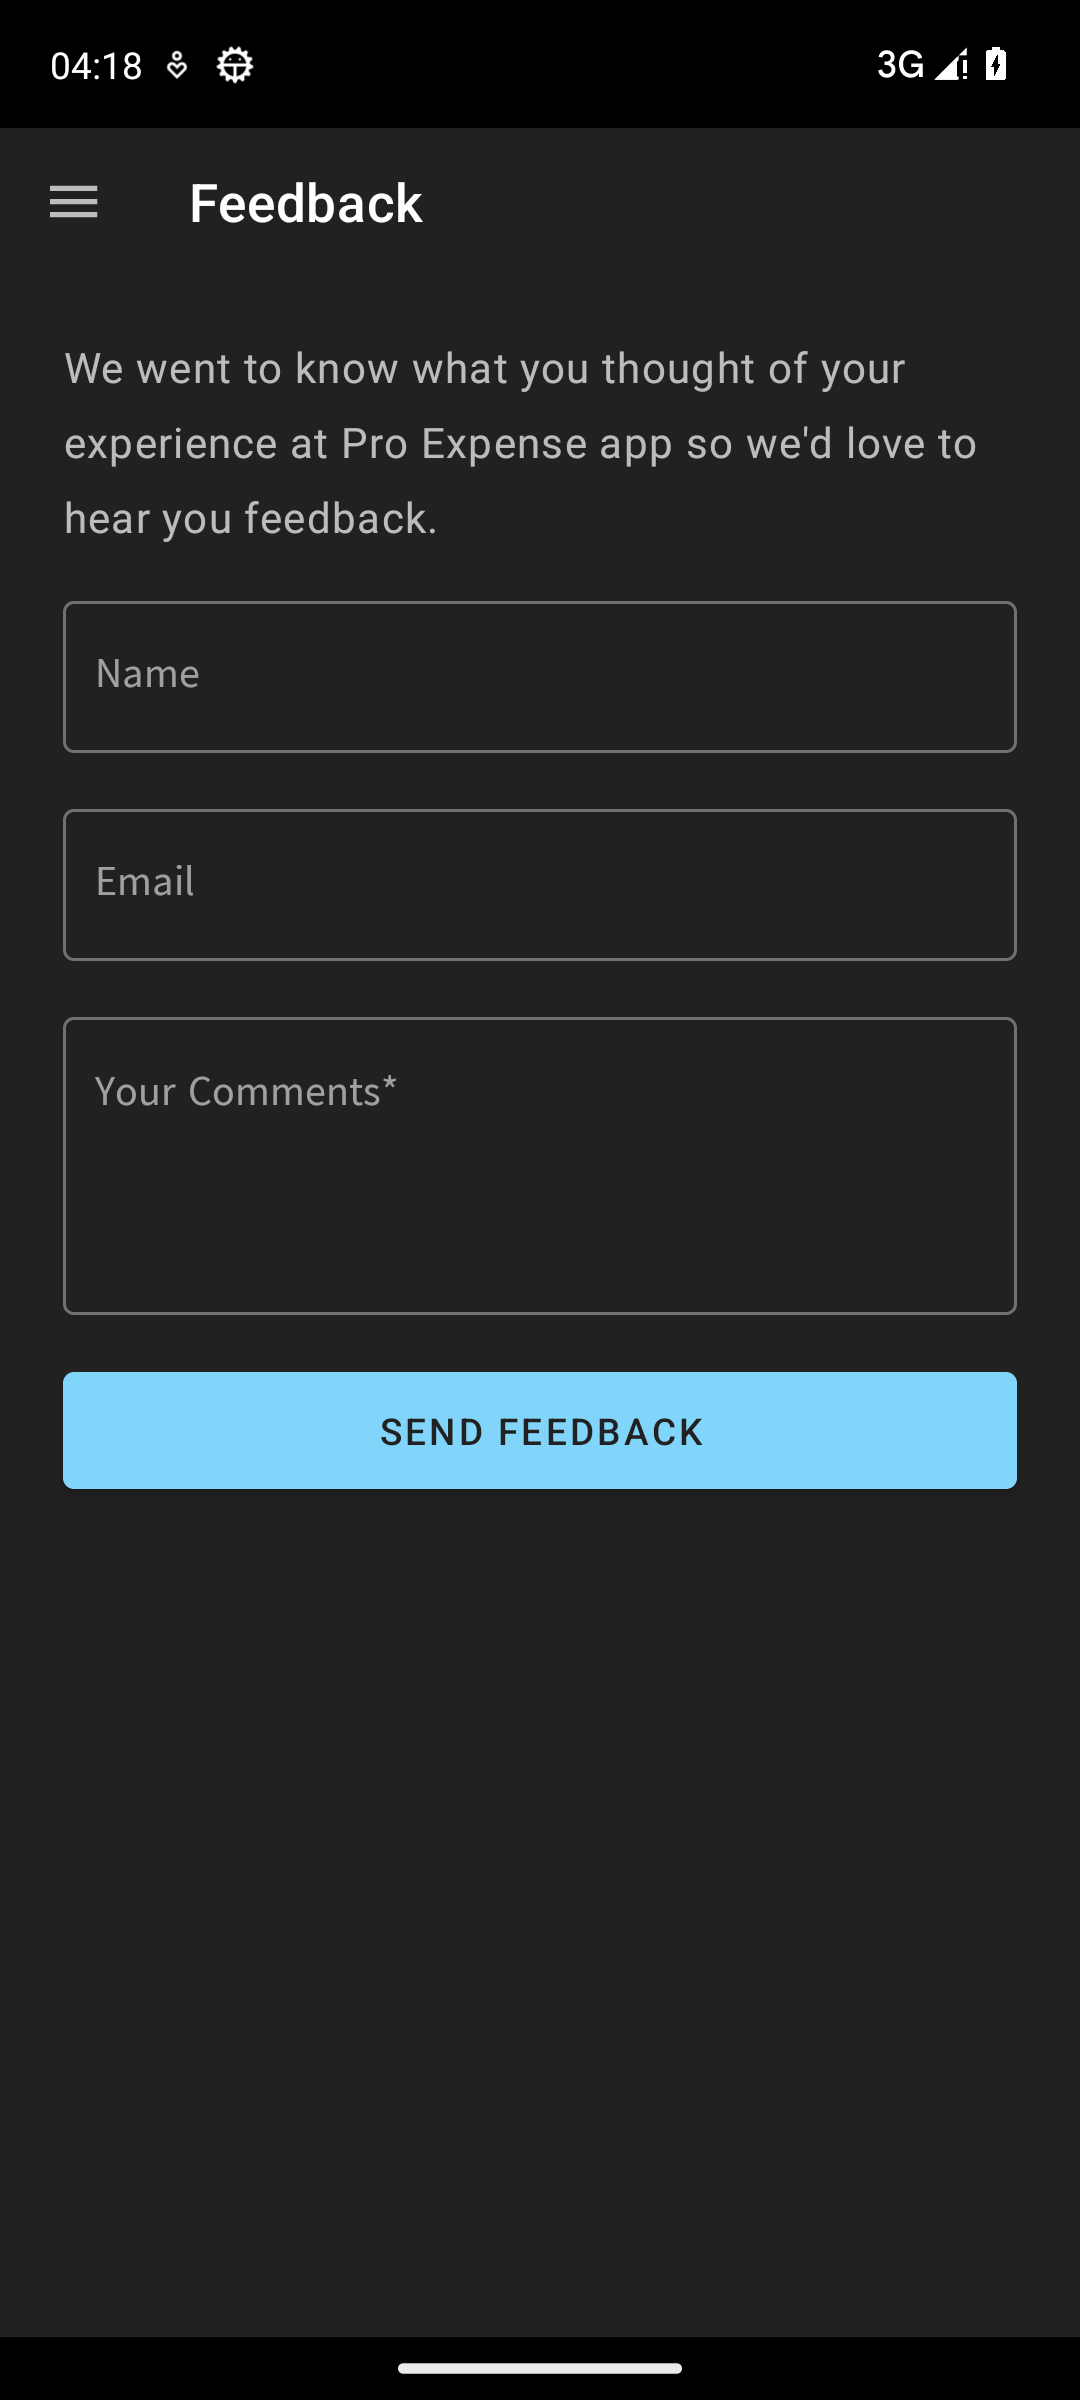 04:18
3G
Feedback
We went to know what you thought of your
experience at Pro Expense app so we'd love to
hear you feedback.
Name
Email
Your Comments*
SEND FEEDBACK